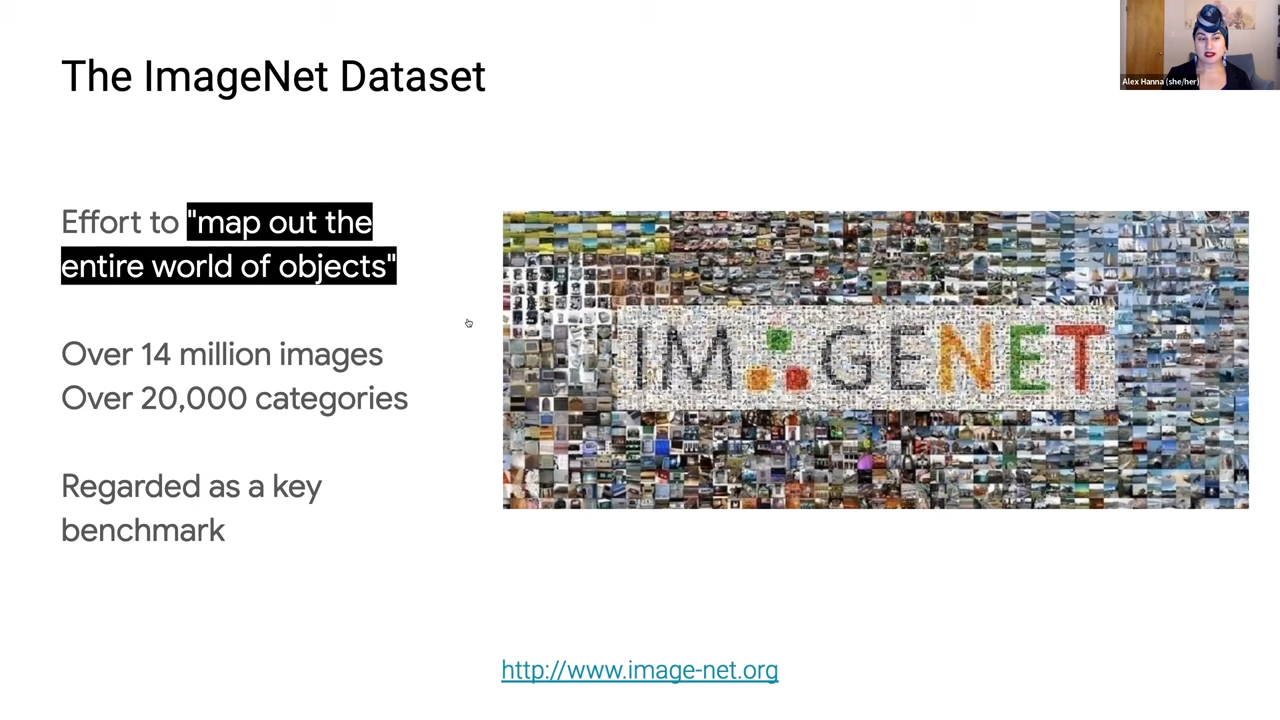 The ImageNet Dataset
Alex Hanna (she/her)
Effort to "map out the
entire world of objects"
Over 14 million images
Over 20,000 categories
Regarded as a key
benchmark
IMAGENET
http://www.image-net.org